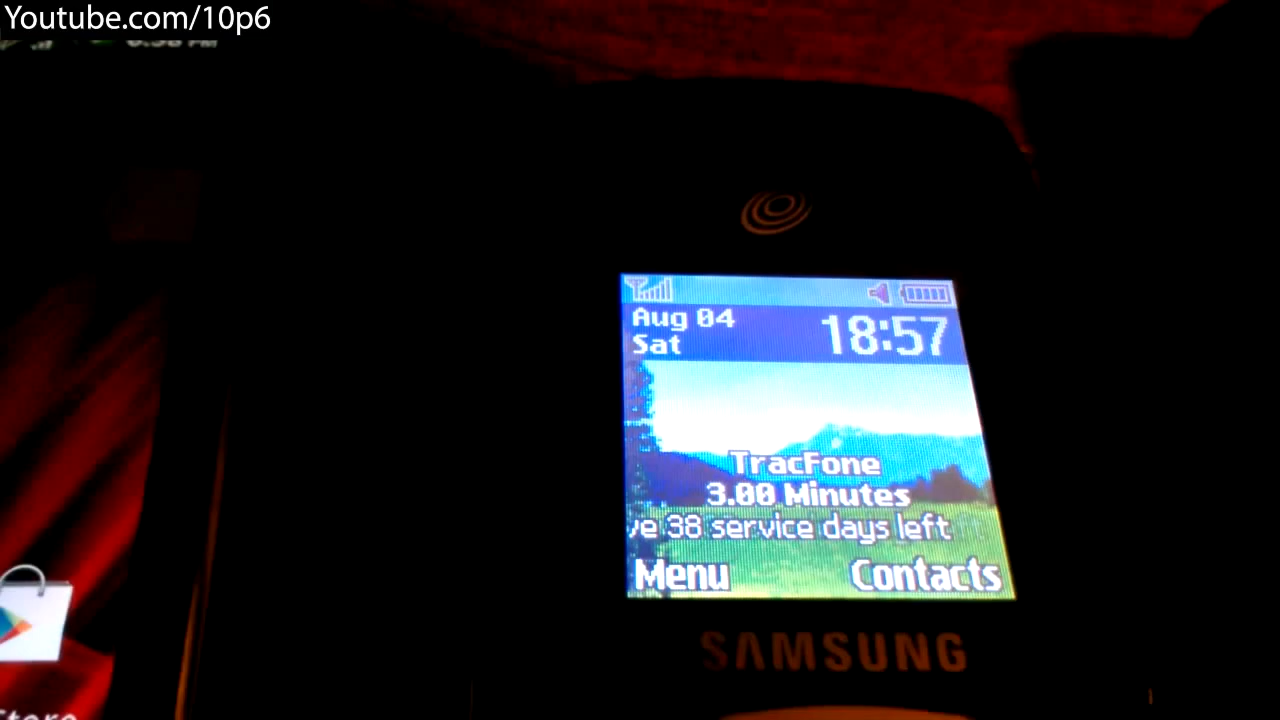 Youtube.com/10p6
Aug 04
Sat
18:57
TracFone
3.00 Minutes
38 service days left
Menu
Contacts
SAMSUNG